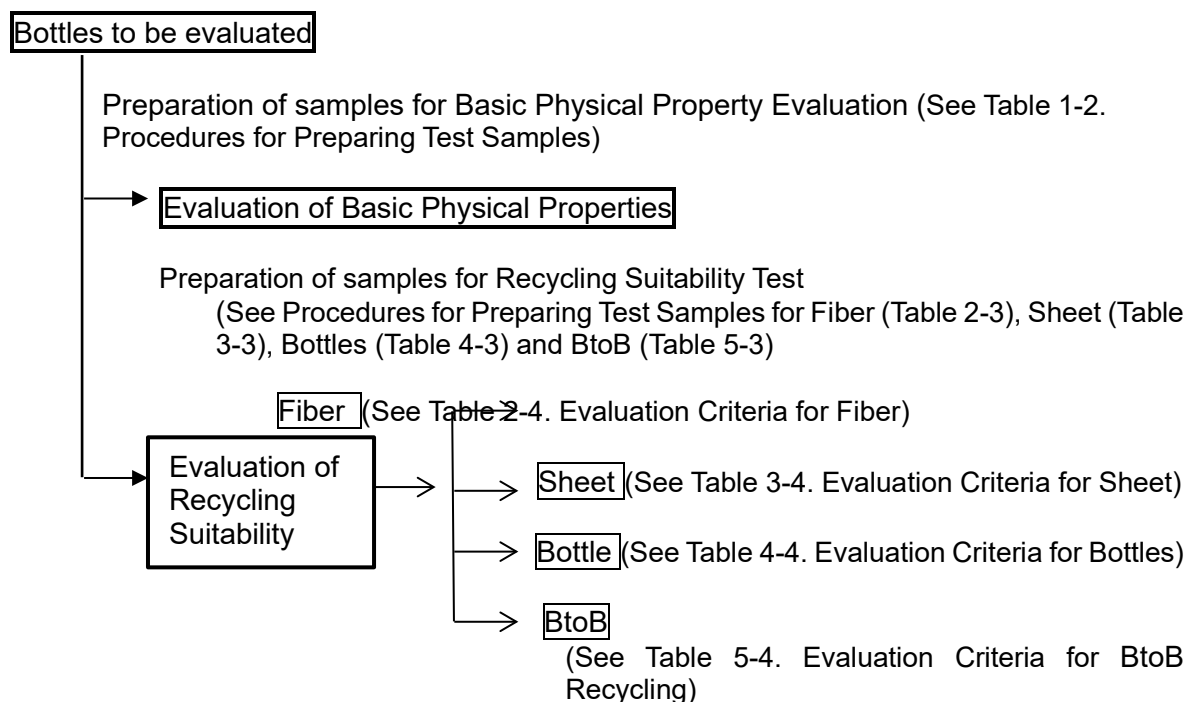 Bottles to be evaluated
Preparation of samples for Basic Physical Property Evaluation (See Table 1-2.
Procedures for Preparing Test Samples)
Evaluation of Basic Physical Properties
Preparation of samples for Recycling Suitability Test
(See Procedures for Preparing Test Samples for Fiber (Table 2-3), Sheet (Table
3-3), Bottles (Table 4-3) and BtoB (Table 5-3)
Fiber (See Table 2-4. Evaluation Criteria for Fiber)
Evaluation of
Recycling
Suitability
Sheet (See Table 3-4. Evaluation Criteria for Sheet)
Bottle (See Table 4-4. Evaluation Criteria for Bottles)
BtoB
(See Table 5-4. Evaluation Criteria for BtoB
Recycling)